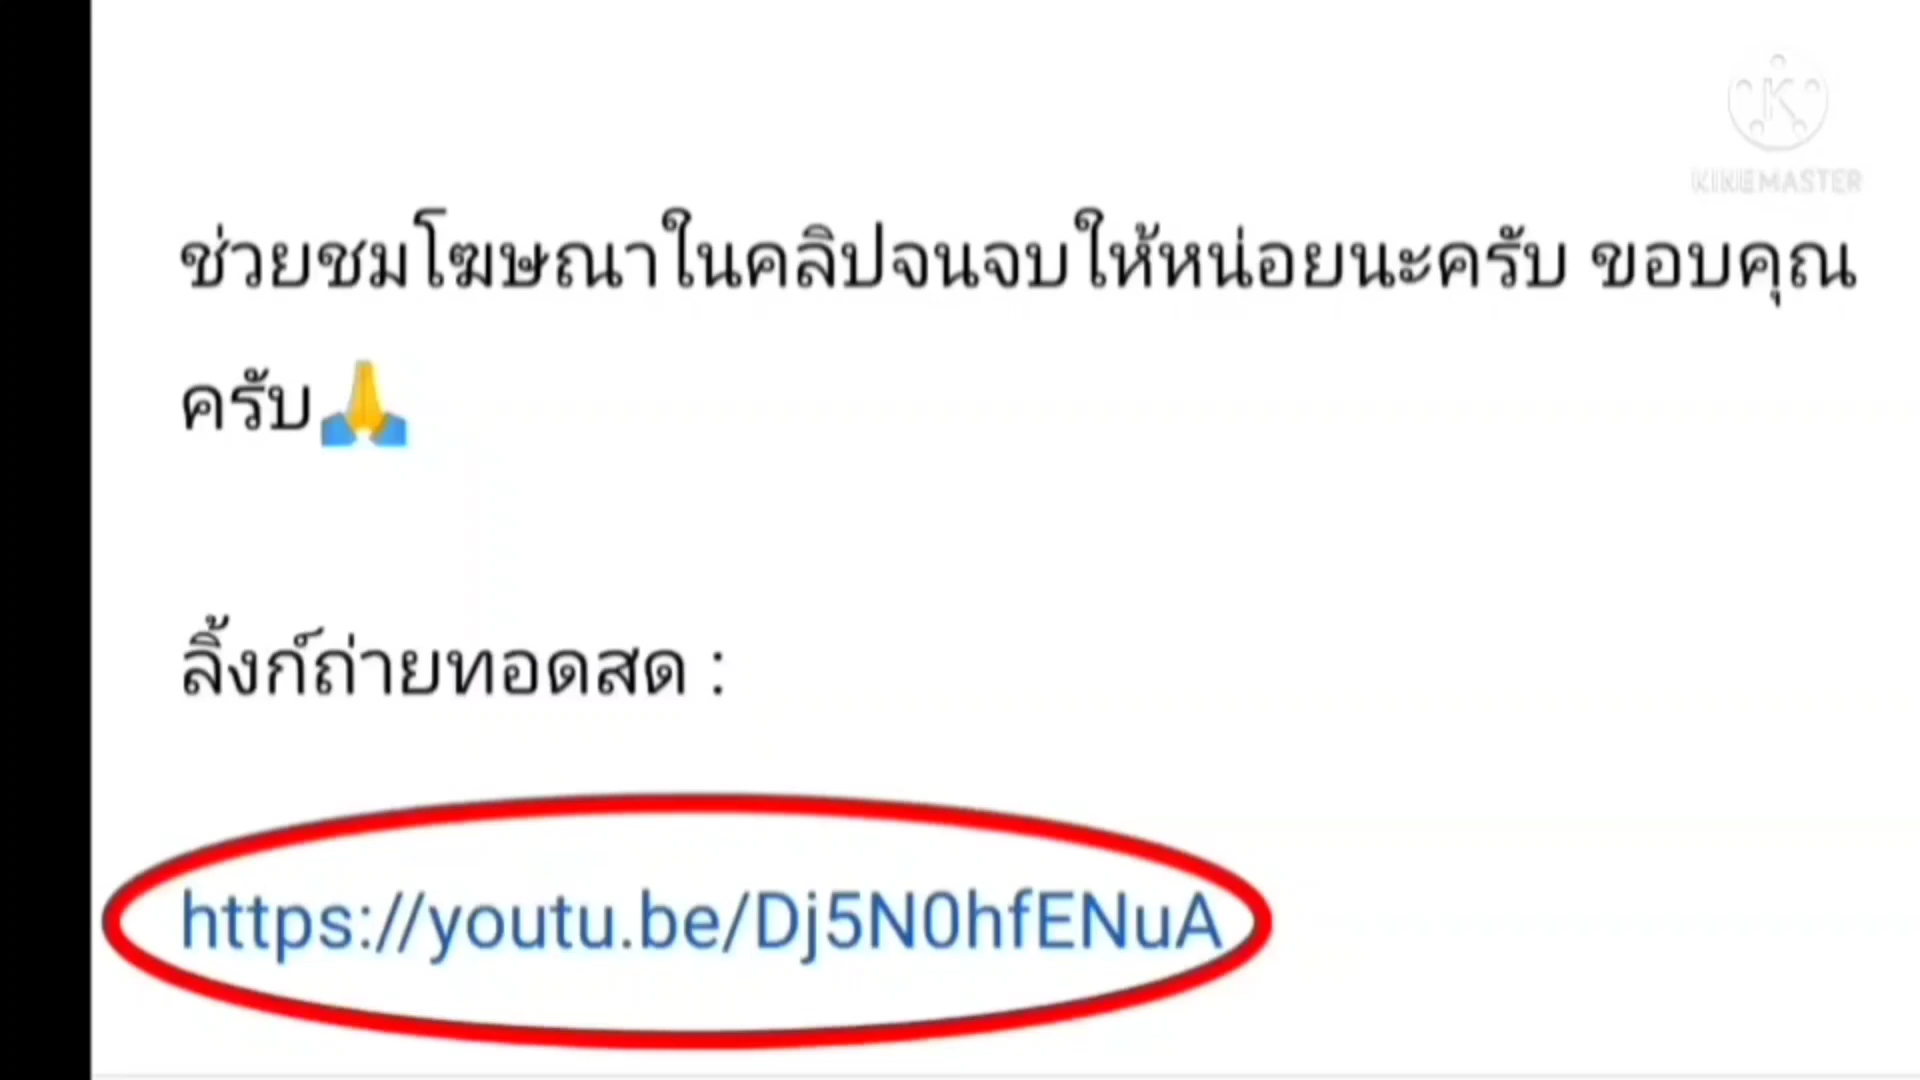 KINEMASTER
ช่วยชมโฆษณาในคลิปจนจบให้หน่อยนะครับ ขอบคุณ
ครับ🙏
ลิ้งก์ถ่ายทอดสด :
https://youtu.be/Dj5N0hfENuA